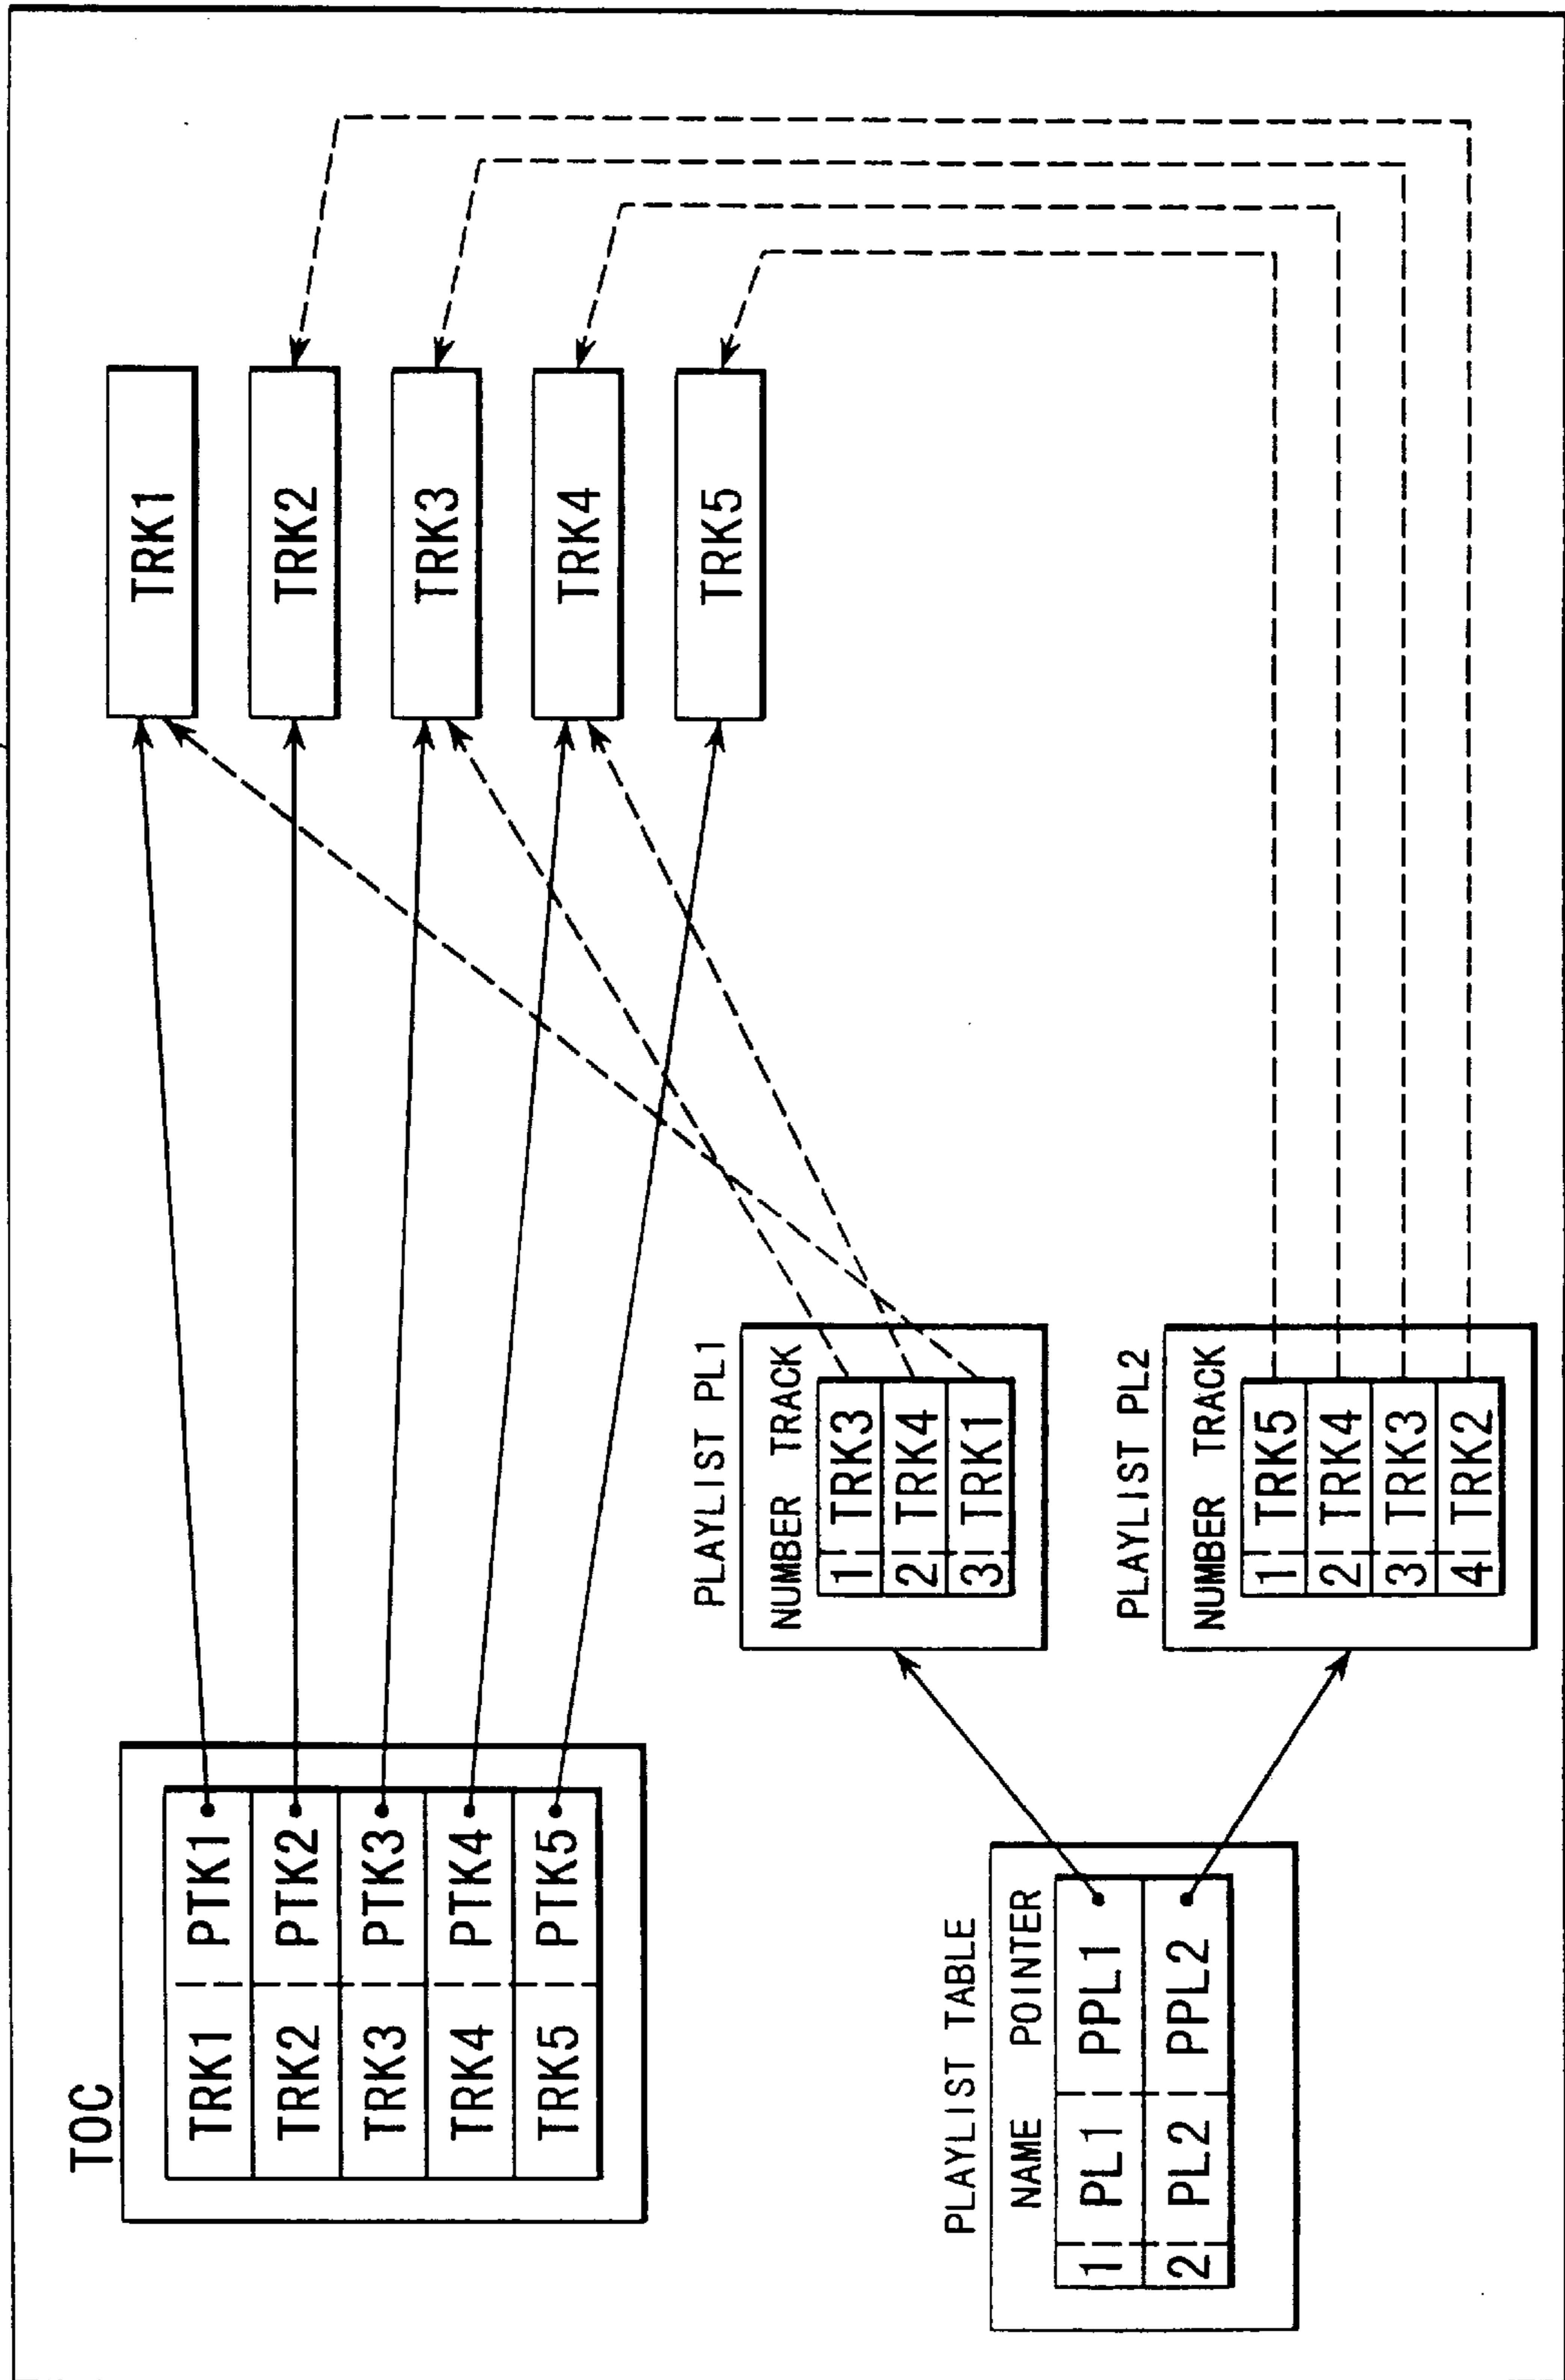 TOC
TRK1 PTK1
TRK2 PTK2
TRK3 PTK3
TRK4 PTK4
TRK5 PTK5
TRK1
TRK2
TRK3
TRK4
TRK5
PLAYLIST TABLE
NAME POINTER
1 PL1 PPL1
2 PL2 PPL2
PLAYLIST PL1
NUMBER TRACK
1 TRK3
2 TRK4
3 TRK1
PLAYLIST PL2
NUMBER TRACK
1 TRK5
2 TRK4
3 TRK3
4 TRK2